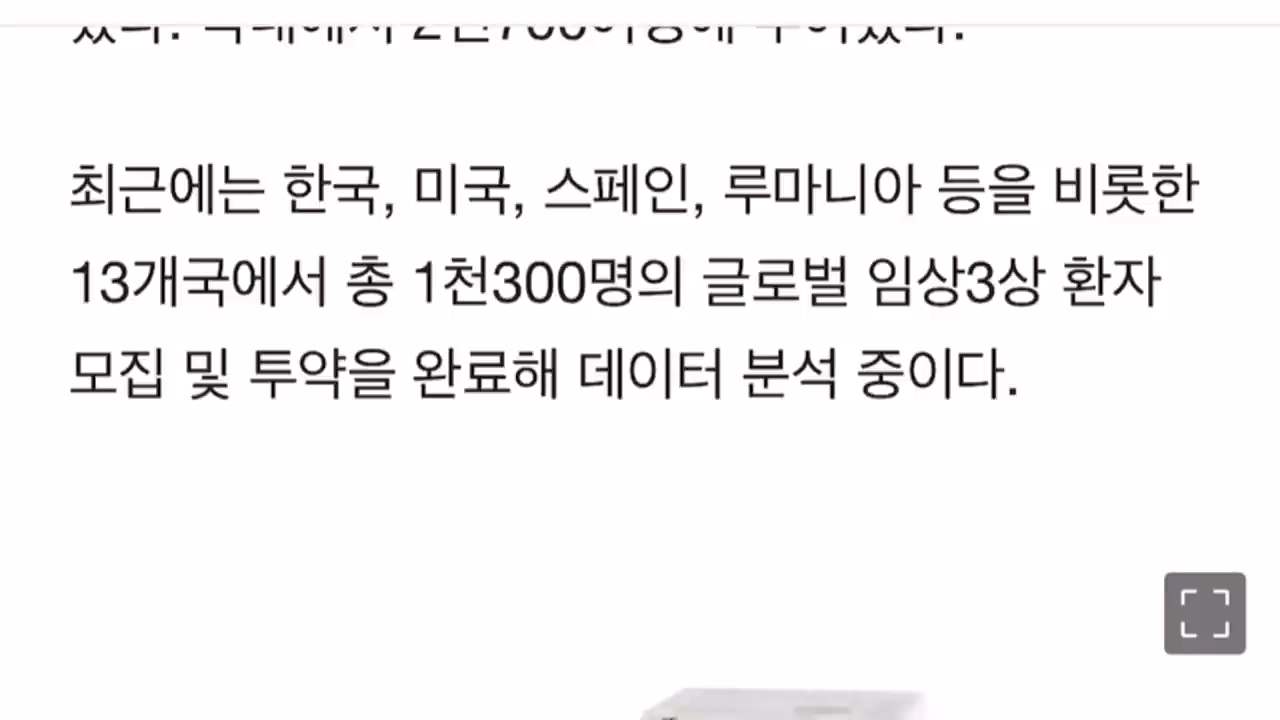 최근에는 한국, 미국, 스페인, 루마니아 등을 비롯한
13개국에서 총 1천300명의 글로벌 임상3상 환자
모집 및 투약을 완료해 데이터 분석 중이다.